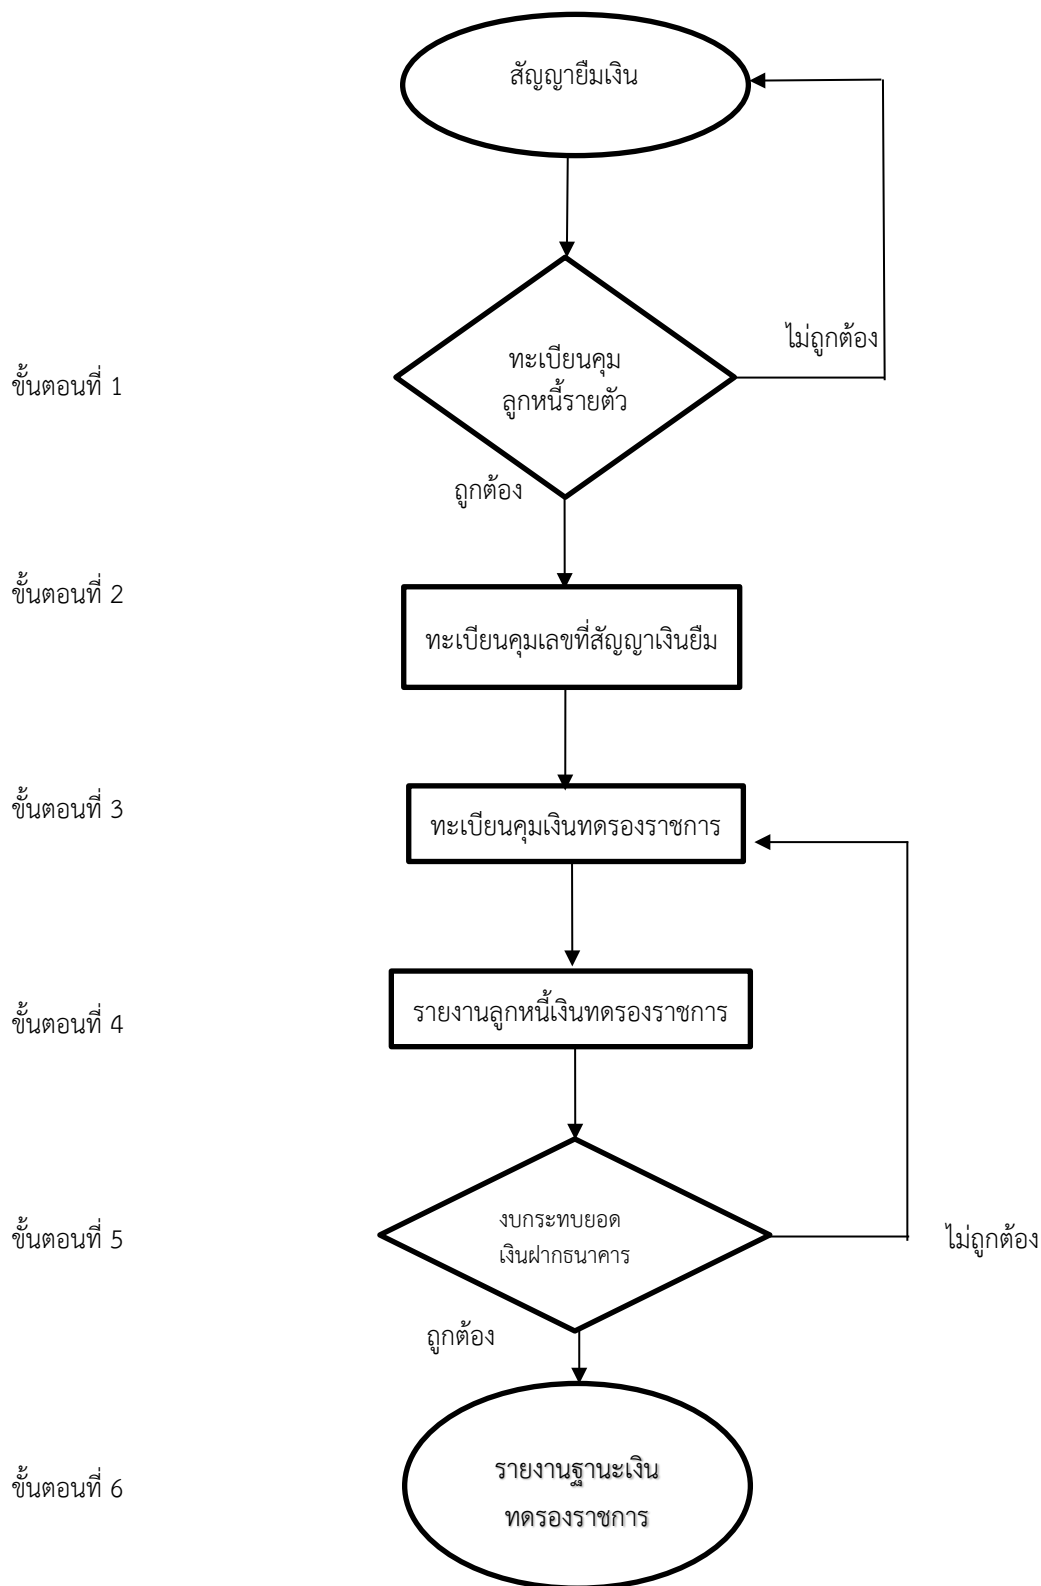 สัญญายืมเงิน
ไม่ถูกต้อง
ขั้นตอนที่ 1
ทะเบียนคุม
ลูกหนี้รายตัว
ถูกต้อง
ขั้นตอนที่ 2
ทะเบียนคุมเลขที่สัญญาเงินยืม
ขั้นตอนที่ 3
ทะเบียนคุมเงินทดรองราชการ
ขั้นตอนที่ 4
รายงานลูกหนี้เงินทดรองราชการ
ขั้นตอนที่ 5
งบกระทบยอด
เงินฝากธนาคาร
ไม่ถูกต้อง
ถูกต้อง
ขั้นตอนที่ 6
รายงานฐานะเงิน
ทดรองราชการ